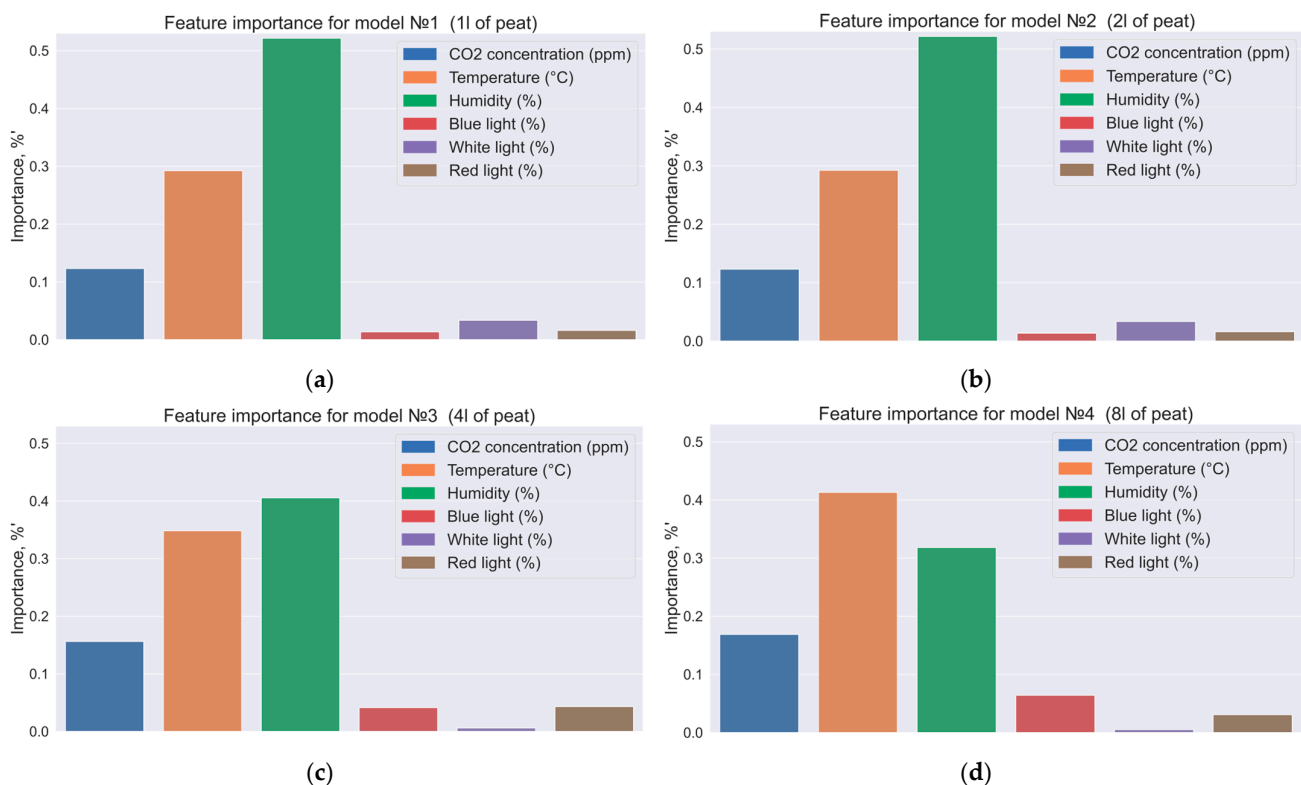 Feature importance for model №1 (1l of peat)
Importance, %'
0.5
0.4
0.3
0.2
0.1
0.0
CO2 concentration (ppm)
Temperature (°C)
Humidity (%)
Blue light (%)
White light (%)
Red light (%)
(a)
Feature importance for model №2 (2l of peat)
Importance, %'
0.5
0.4
0.3
0.2
0.1
0.0
CO2 concentration (ppm)
Temperature (°C)
Humidity (%)
Blue light (%)
White light (%)
Red light (%)
(b)
Feature importance for model №3 (4l of peat)
Importance, %'
0.5
0.4
0.3
0.2
0.1
0.0
CO2 concentration (ppm)
Temperature (°C)
Humidity (%)
Blue light (%)
White light (%)
Red light (%)
(c)
Feature importance for model №4 (8l of peat)
Importance, %'
0.5
0.4
0.3
0.2
0.1
0.0
CO2 concentration (ppm)
Temperature (°C)
Humidity (%)
Blue light (%)
White light (%)
Red light (%)
(d)